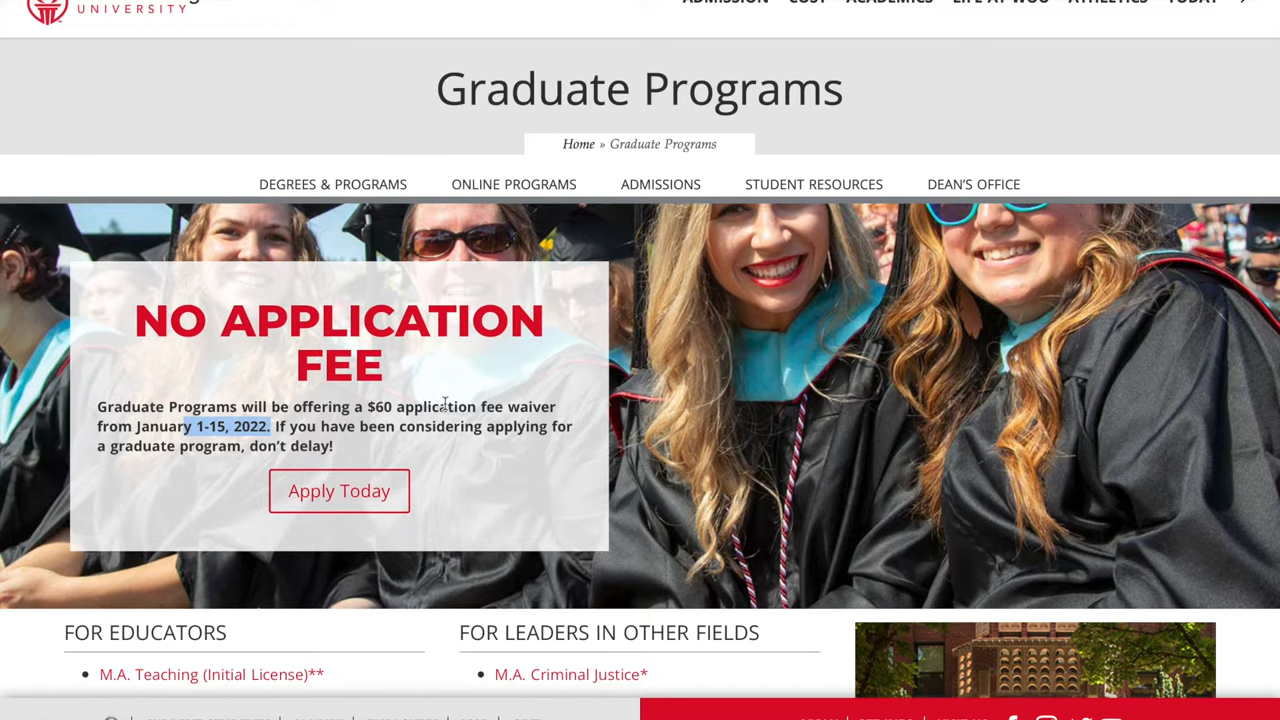 UNIVERSITY
ADMISSION COST ACADEMICS LIFE AT WOU ATHLETICS TODAY
Graduate Programs
Home » Graduate Programs
DEGREES & PROGRAMS ONLINE PROGRAMS ADMISSIONS STUDENT RESOURCES DEAN'S OFFICE
NO APPLICATION
FEE
Graduate Programs will be offering a $60 application fee waiver
from January 1-15, 2022. If you have been considering applying for
a graduate program, don't delay!
Apply Today
FOR EDUCATORS
M.A. Teaching (Initial License)**
FOR LEADERS IN OTHER FIELDS
M.A. Criminal Justice*